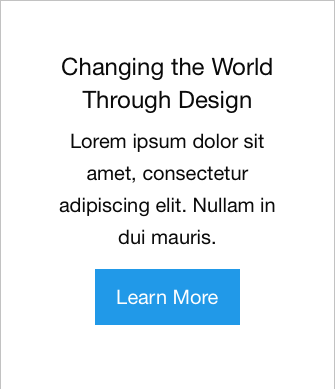 Changing the World
Through Design
Lorem ipsum dolor sit
amet, consectetur
adipiscing elit. Nullam in
dui mauris.
Learn More